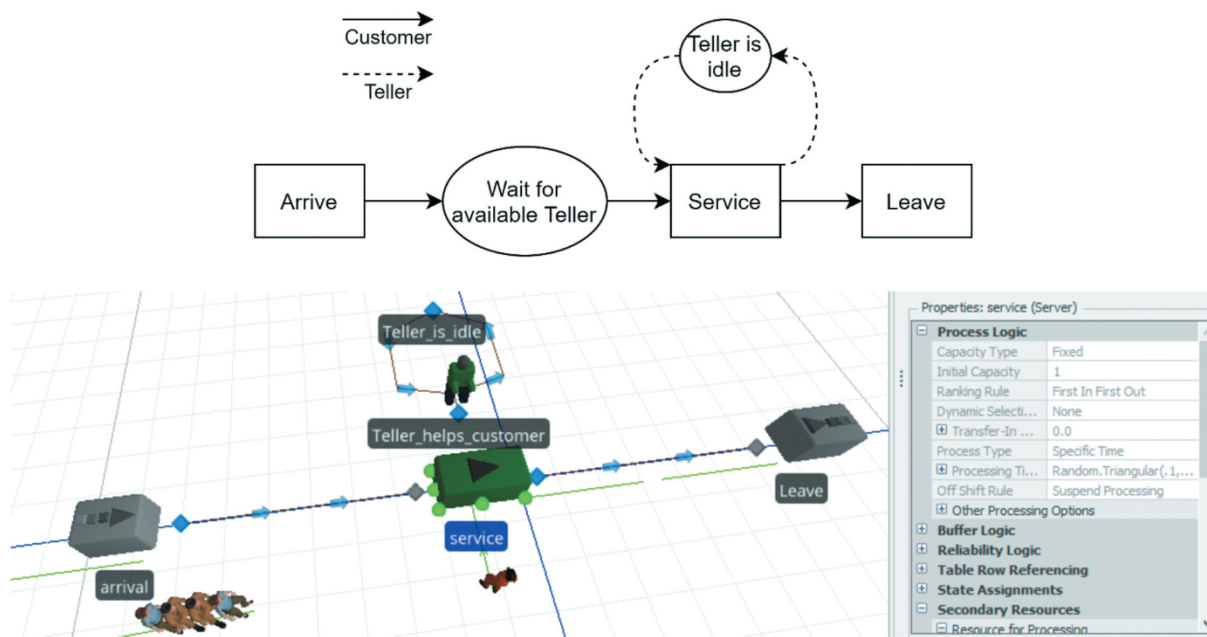 Customer
Teller
Teller is
idle
Arrive
Wait for
available Teller
Service
Leave
Teller_is_idle
Teller_helps_customer
service
arrival
Leave
Properties: service (Server)
Process Logic
Capacity Type Fixed
Initial Capacity 1
Ranking Rule First In First Out
Dynamic Selecti... None
Transfer-In ... 0.0
Process Type Specific Time
Processing Ti... Random.Triangular(.1,...
Off Shift Rule Suspend Processing
Other Processing Options
Buffer Logic
Reliability Logic
Table Row Referencing
State Assignments
Secondary Resources
Resource for Processing